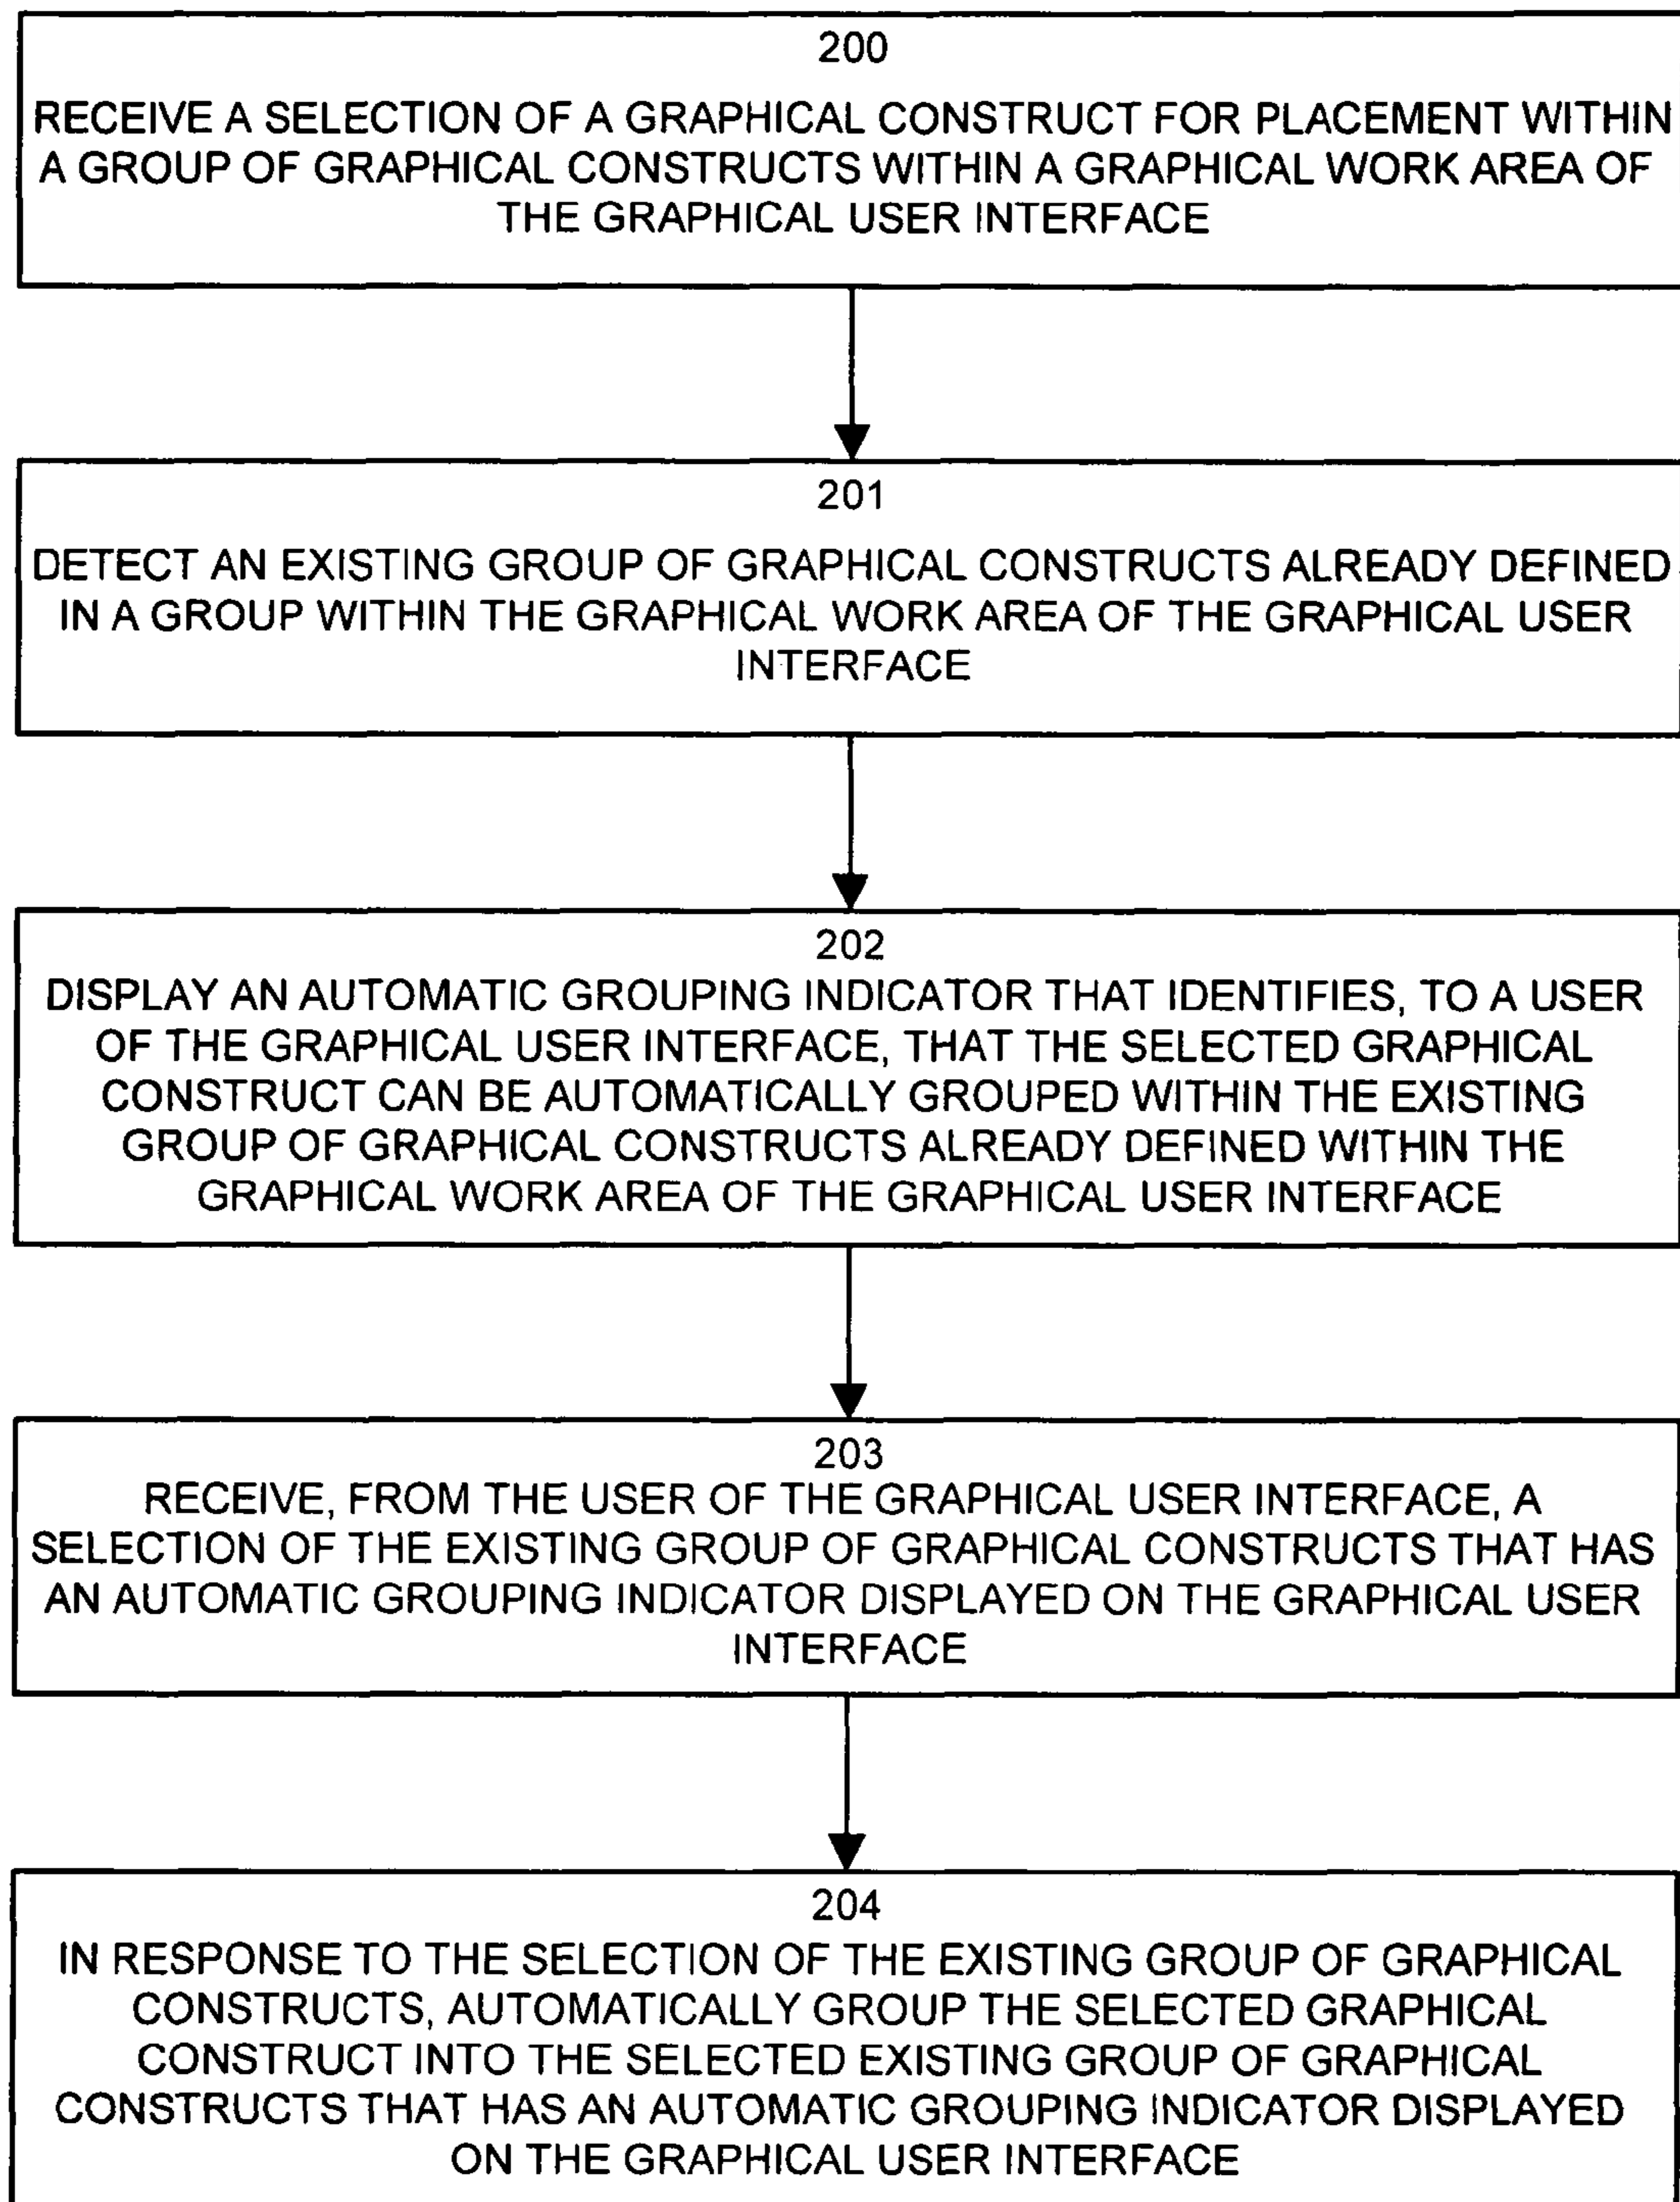 200
RECEIVE A SELECTION OF A GRAPHICAL CONSTRUCT FOR PLACEMENT WITHIN
A GROUP OF GRAPHICAL CONSTRUCTS WITHIN A GRAPHICAL WORK AREA OF
THE GRAPHICAL USER INTERFACE
201
DETECT AN EXISTING GROUP OF GRAPHICAL CONSTRUCTS ALREADY DEFINED
IN A GROUP WITHIN THE GRAPHICAL WORK AREA OF THE GRAPHICAL USER
INTERFACE
202
DISPLAY AN AUTOMATIC GROUPING INDICATOR THAT IDENTIFIES, TO A USER
OF THE GRAPHICAL USER INTERFACE, THAT THE SELECTED GRAPHICAL
CONSTRUCT CAN BE AUTOMATICALLY GROUPED WITHIN THE EXISTING
GROUP OF GRAPHICAL CONSTRUCTS ALREADY DEFINED WITHIN THE
GRAPHICAL WORK AREA OF THE GRAPHICAL USER INTERFACE
203
RECEIVE, FROM THE USER OF THE GRAPHICAL USER INTERFACE, A
SELECTION OF THE EXISTING GROUP OF GRAPHICAL CONSTRUCTS THAT HAS
AN AUTOMATIC GROUPING INDICATOR DISPLAYED ON THE GRAPHICAL USER
INTERFACE
204
IN RESPONSE TO THE SELECTION OF THE EXISTING GROUP OF GRAPHICAL
CONSTRUCTS, AUTOMATICALLY GROUP THE SELECTED GRAPHICAL
CONSTRUCT INTO THE SELECTED EXISTING GROUP OF GRAPHICAL
CONSTRUCTS THAT HAS AN AUTOMATIC GROUPING INDICATOR DISPLAYED
ON THE GRAPHICAL USER INTERFACE